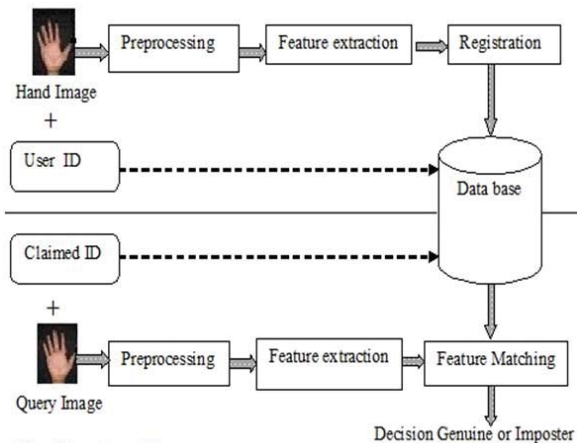 Preprocessing
Feature extraction
Registration
Hand Image
+
User ID
Data base
Claimed ID
+
Preprocessing
Feature extraction
Feature Matching
Query Image
Decision Genuine or Imposter